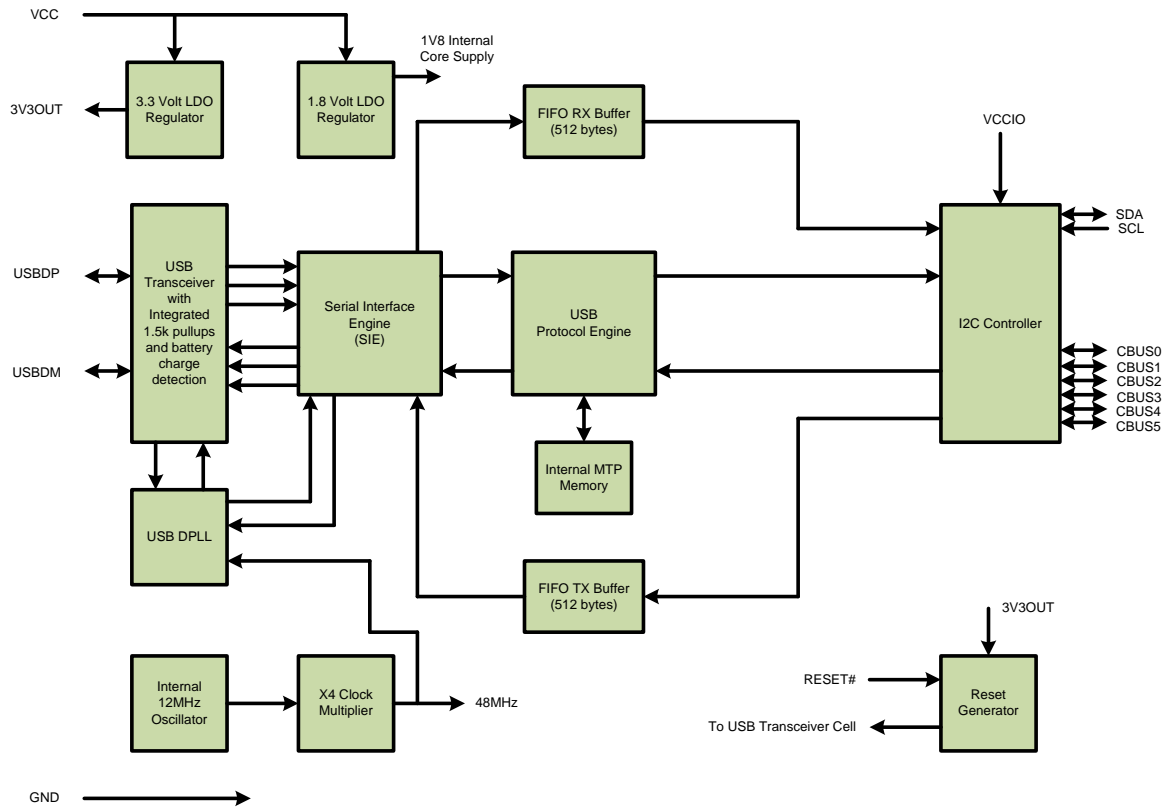 VCC
1V8 Internal
Core Supply
3.3 Volt LDO
Regulator
1.8 Volt LDO
Regulator
3V3OUT
FIFO RX Buffer
(512 bytes)
VCCIO
SDA
SCL
USBDP
USBDM
USB
Transceiver
with
Integrated
1.5k pullups
and battery
charge
detection
Serial Interface
Engine
(SIE)
USB
Protocol Engine
I2C Controller
CBUS0
CBUS1
CBUS2
CBUS3
CBUS4
CBUS5
Internal MTP
Memory
USB DPLL
FIFO TX Buffer
(512 bytes)
3V3OUT
Internal
12MHz
Oscillator
X4 Clock
Multiplier
48MHz
RESET#
Reset
Generator
To USB Transceiver Cell
GND